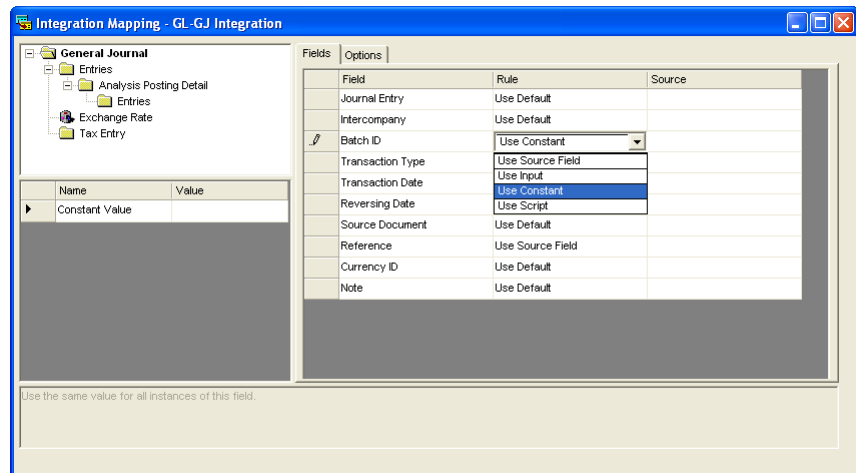 Integration Mapping - GL-GJ Integration
General Journal
Entries
Analysis Posting Detail
Entries
Exchange Rate
Tax Entry
Name Value
Constant Value
Fields Options
Field Rule Source
Journal Entry Use Default
Intercompany Use Default
Batch ID Use Constant
Transaction Type Use Source Field
Use Input
Transaction Date Use Constant
Reversing Date Use Script
Source Document Use Default
Reference Use Source Field
Currency ID Use Default
Note Use Default
Use the same value for all instances of this field.